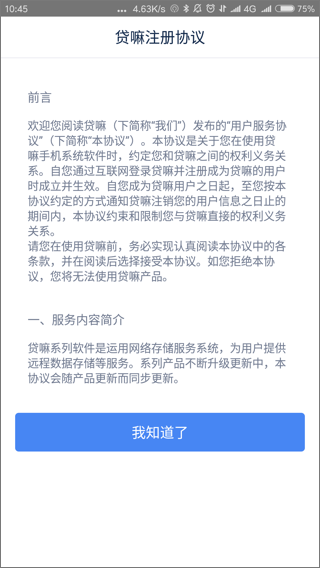 10:45
... 4.63K/s 4G 75%
贷嘛注册协议
前言
欢迎您阅读贷嘛（下简称“我们”）发布的“用户服务协
议”（下简称“本协议”）。本协议是关于您在使用贷
嘛手机系统软件时，约定您和贷嘛之间的权利义务关
系。自您通过互联网登录贷嘛并注册成为贷嘛的用户
时成立并生效。自您成为贷嘛用户之日起，至您按本
协议约定的方式通知贷嘛注销您的用户信息之日止的
期间内，本协议约束和限制您与贷嘛直接的权利义务
关系。
请您在使用贷嘛前，务必实现认真阅读本协议中的各
条款，并在阅读后选择接受本协议。如您拒绝本协
议，您将无法使用贷嘛产品。
一、服务内容简介
贷嘛系列软件是运用网络存储服务系统，为用户提供
远程数据存储等服务。系列产品不断升级更新中，本
协议会随产品更新而同步更新。
我知道了